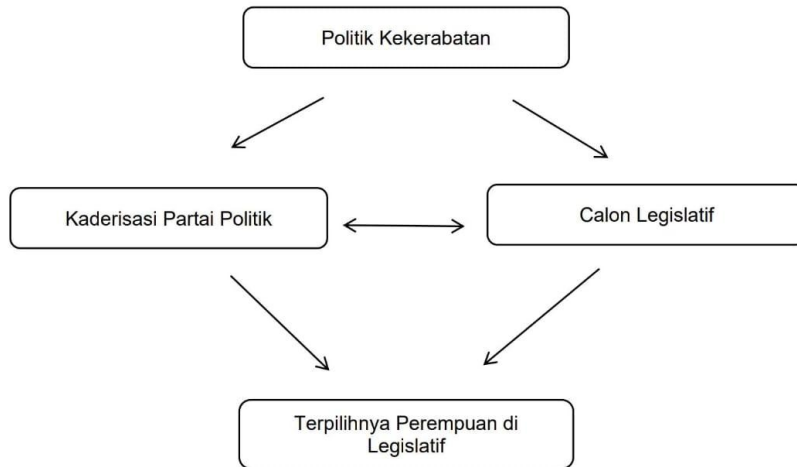 Politik Kekerabatan
Kaderisasi Partai Politik
Calon Legislatif
Terpilihnya Perempuan di
Legislatif